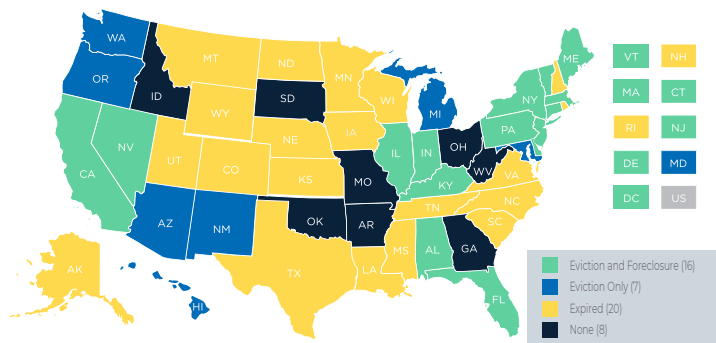 WA
OR
ID
MT
ND
MN
SD
WY
NV
CA
UT
CO
NE
KS
IA
WI
MI
IL
IN
OH
KY
WV
MO
AR
OK
AZ
NM
TX
LA
MS
AL
GA
FL
TN
SC
NC
VA
PA
NY
ME
AK
HI
VT NH
MA CT
RI NJ
DE MD
DC US
Eviction and Foreclosure (16)
Eviction Only (7)
Expired (20)
None (8)